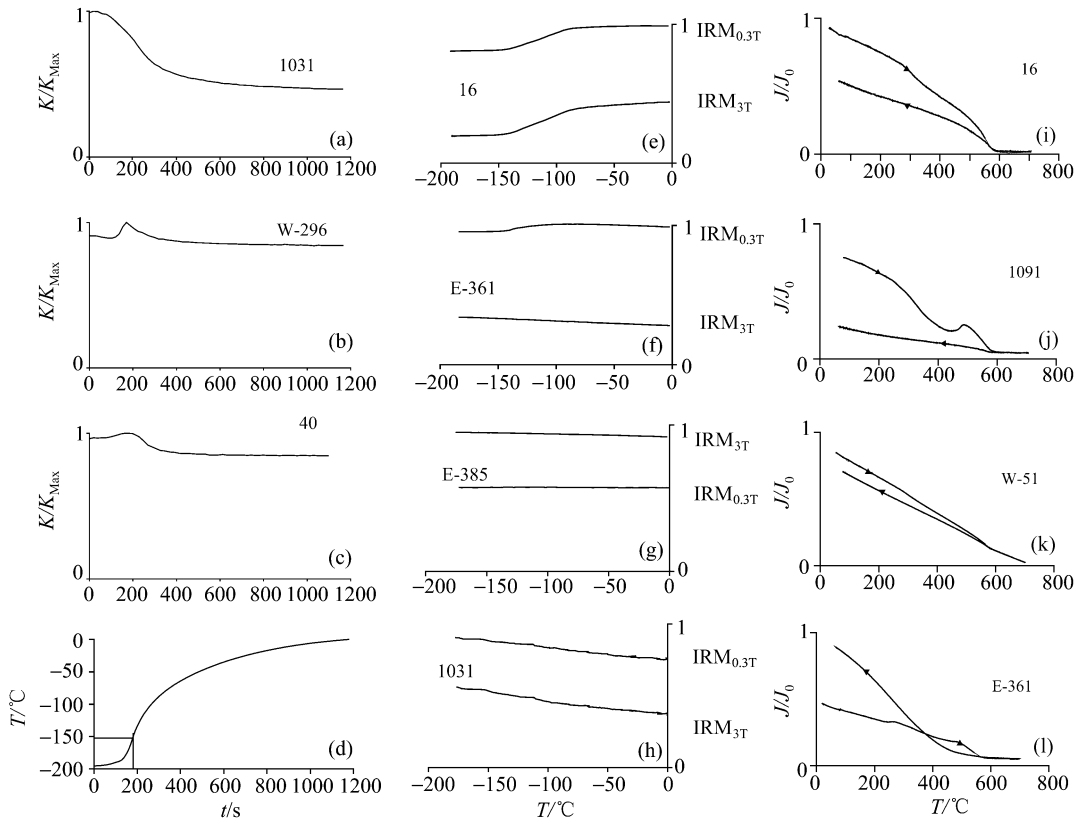 1
1031
K/KMax
(a)
0
0 200 400 600 800 1000 1200
1
IRM0.3T
16
IRM3T
(e)
0
−200 −150 −100 −50 0
1
16
J/J0
(i)
0
0 200 400 600 800
1
W-296
K/KMax
(b)
0
0 200 400 600 800 1000 1200
1
IRM0.3T
E-361
IRM3T
(f)
0
−200 −150 −100 −50 0
1
1091
J/J0
(j)
0
0 200 400 600 800
1
40
K/KMax
(c)
0
0 200 400 600 800 1000 1200
1
IRM3T
E-385
IRM0.3T
(g)
0
−200 −150 −100 −50 0
1
W-51
J/J0
(k)
0
0 200 400 600 800
0
−50
−100
−150
−200
T/℃
(d)
0 200 400 600 800 1000 1200
t/s
1
IRM0.3T
1031
IRM3T
(h)
0
−200 −150 −100 −50 0
T/℃
1
E-361
J/J0
(l)
0
0 200 400 600 800
T/℃